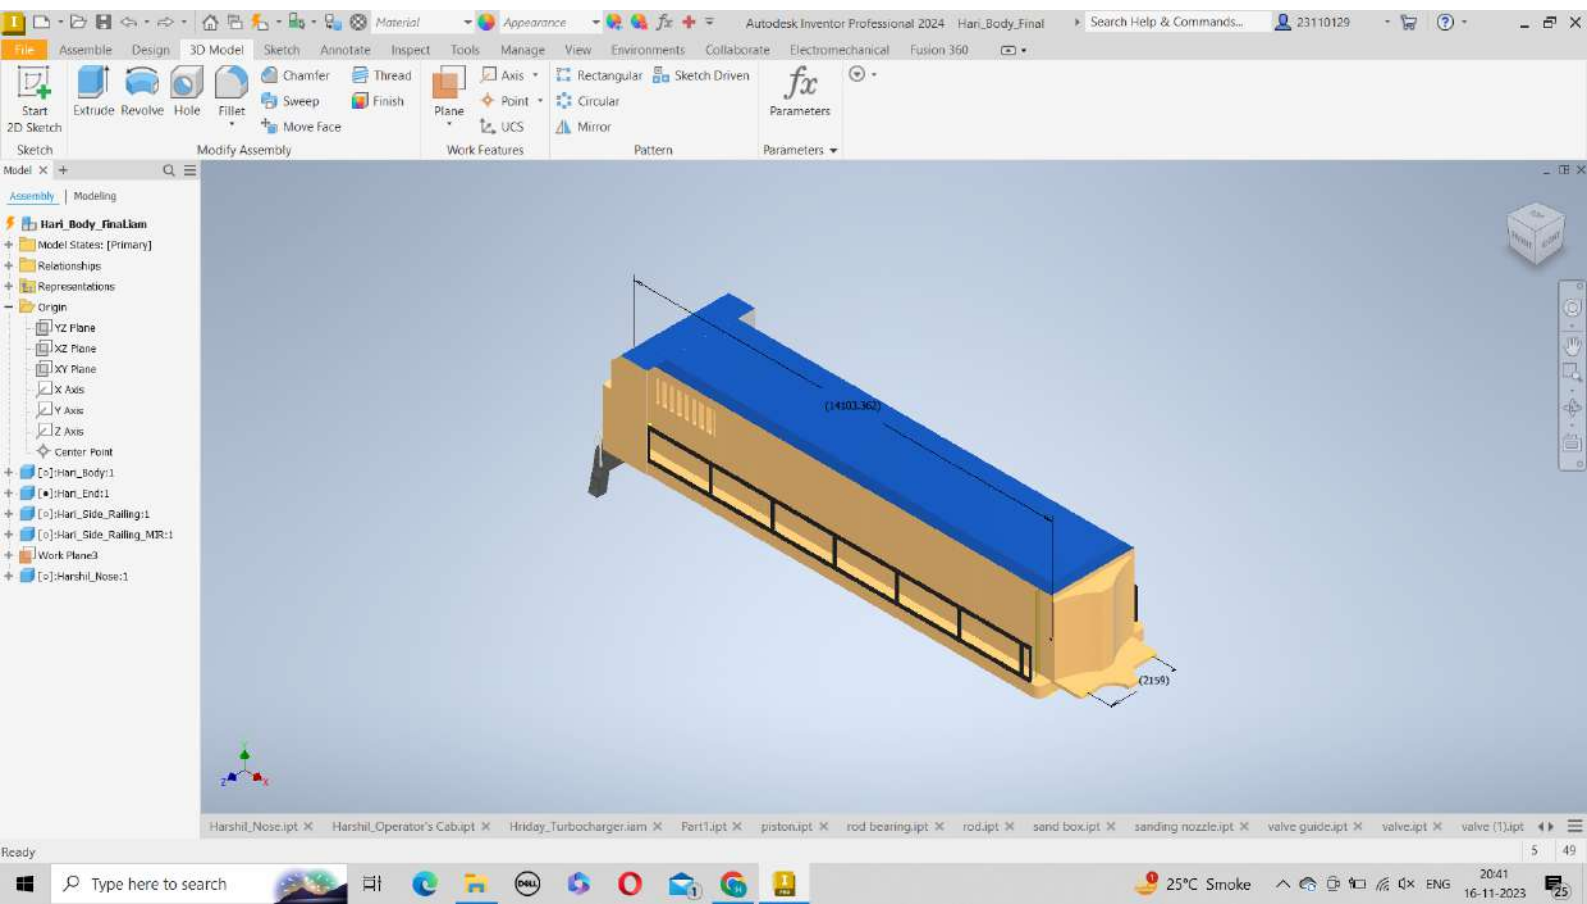 Material
Appearance
Autodesk Inventor Professional 2024 Hari_Body_Final
Search Help & Commands...
23110129
File Assemble Design 3D Model Sketch Annotate Inspect Tools Manage View Environments Collaborate Electromechanical Fusion 360
Start
2D Sketch
Extrude
Revolve
Hole
Fillet
Chamfer
Sweep
Move Face
Thread
Finish
Plane
Axis
Point
UCS
Rectangular
Circular
Mirror
Sketch Driven
fx
Parameters
Sketch
Modify Assembly
Work Features
Pattern
Parameters
Model
Assembly | Modeling
Hari_Body_Final.iam
Model States: [Primary]
Relationships
Representations
Origin
YZ Plane
XZ Plane
XY Plane
X Axis
Y Axis
Z Axis
Center Point
[o]:Hari_Body:1
[●]:Hari_End:1
[o]:Hari_Side_Railing:1
[o]:Hari_Side_Railing_MIR:1
Work Plane3
[o]:Harshil_Nose:1
(14103.362)
(2159)
Y
Z
X
Harshil_Nose.ipt Harshil_Operator's Cab.ipt Hriday_Turbocharger.iam Part1.ipt piston.ipt rod bearing.ipt rod.ipt sand box.ipt sanding nozzle.ipt valve guide.ipt valve.ipt valve (1).ipt
Ready
5 49
Type here to search
DELL
25°C Smoke
ENG
20:41
16-11-2023
25